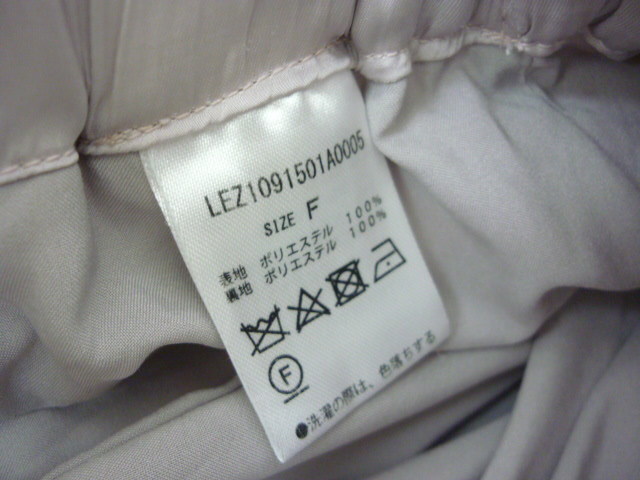 LEZ1091501A0005
SIZE F
表地 ポリエステル 100%
裏地 ポリエステル 100%
F
●洗濯の際は、色落ちする